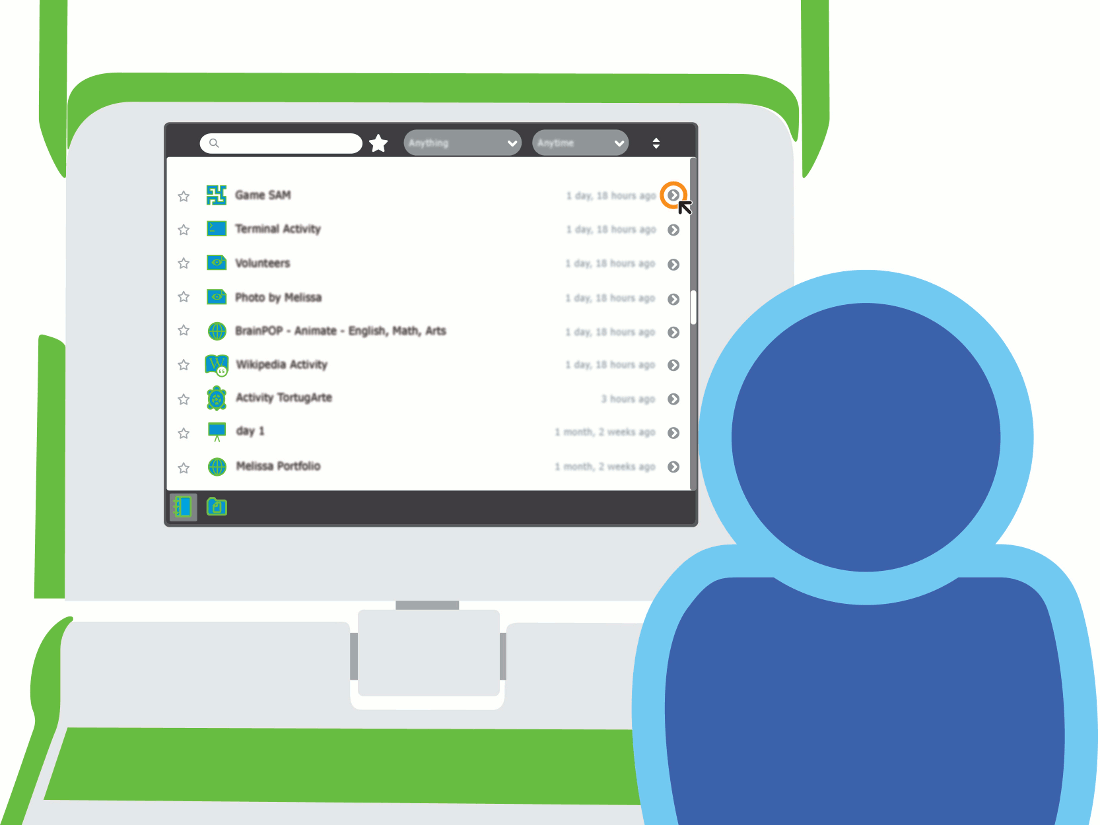 Anything Anytime
Game SAM 1 day, 18 hours ago
Terminal Activity 1 day, 18 hours ago
Volunteers 1 day, 18 hours ago
Photo by Melissa 1 day, 18 hours ago
BrainPOP - Animate - English, Math, Arts 1 day, 18 hours ago
Wikipedia Activity 1 day, 18 hours ago
Activity TortugArte 3 hours ago
day 1 1 month, 2 weeks ago
Melissa Portfolio 1 month, 2 weeks ago